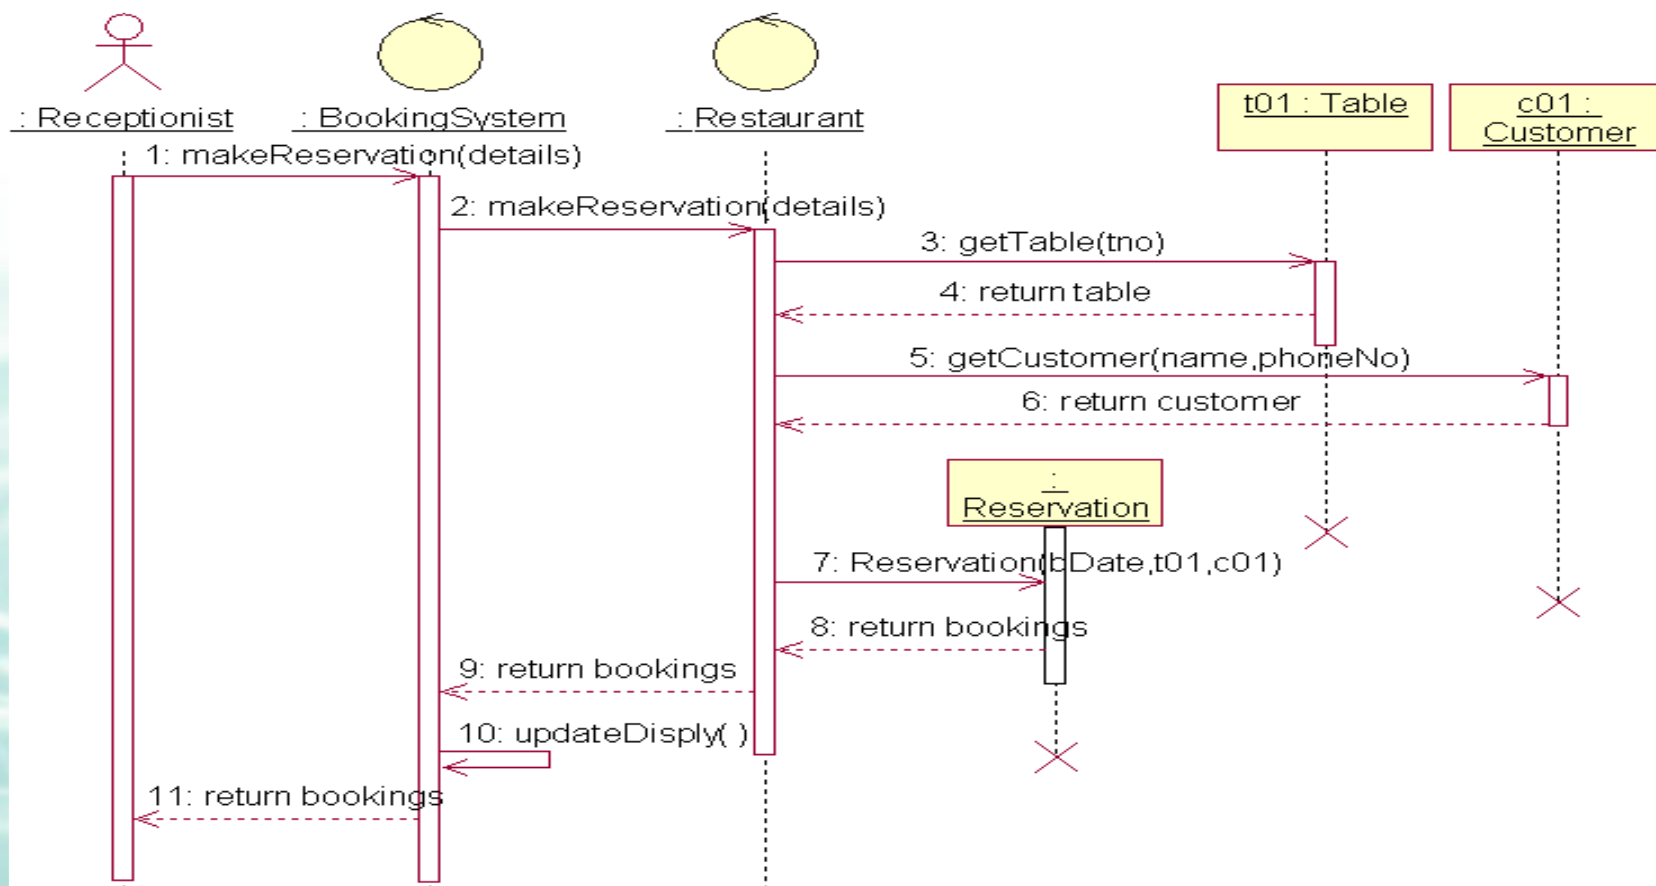 : Receptionist
: BookingSystem
: Restaurant
t01 : Table
c01 :
Customer
1: makeReservation(details)
2: makeReservation(details)
3: getTable(tno)
4: return table
5: getCustomer(name,phoneNo)
6: return customer
:
Reservation
7: Reservation(bDate,t01,c01)
8: return bookings
9: return bookings
10: updateDisply( )
11: return bookings